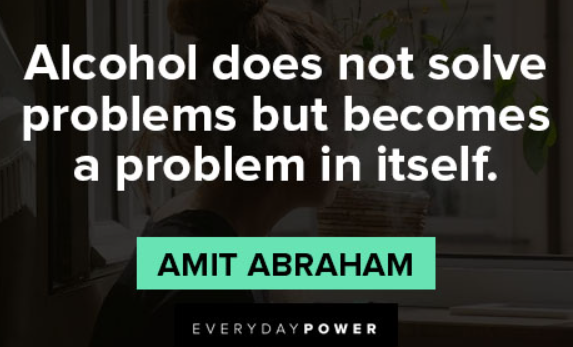 Alcohol does not solve
problems but becomes
a problem in itself.
AMIT ABRAHAM
EVERYDAYPOWER